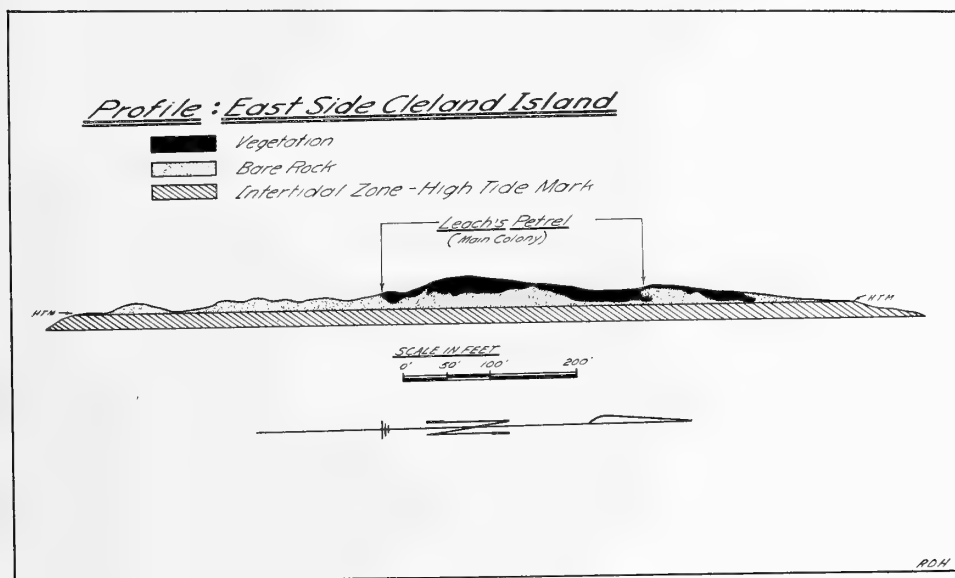 Profile : East Side Cleland Island
Vegetation
Bare Rock
Intertidal Zone - High Tide Mark
Leach's Petrel
(Main Colony)
HTM
HTM
SCALE IN FEET
0' 50' 100' 200'
N
RDH